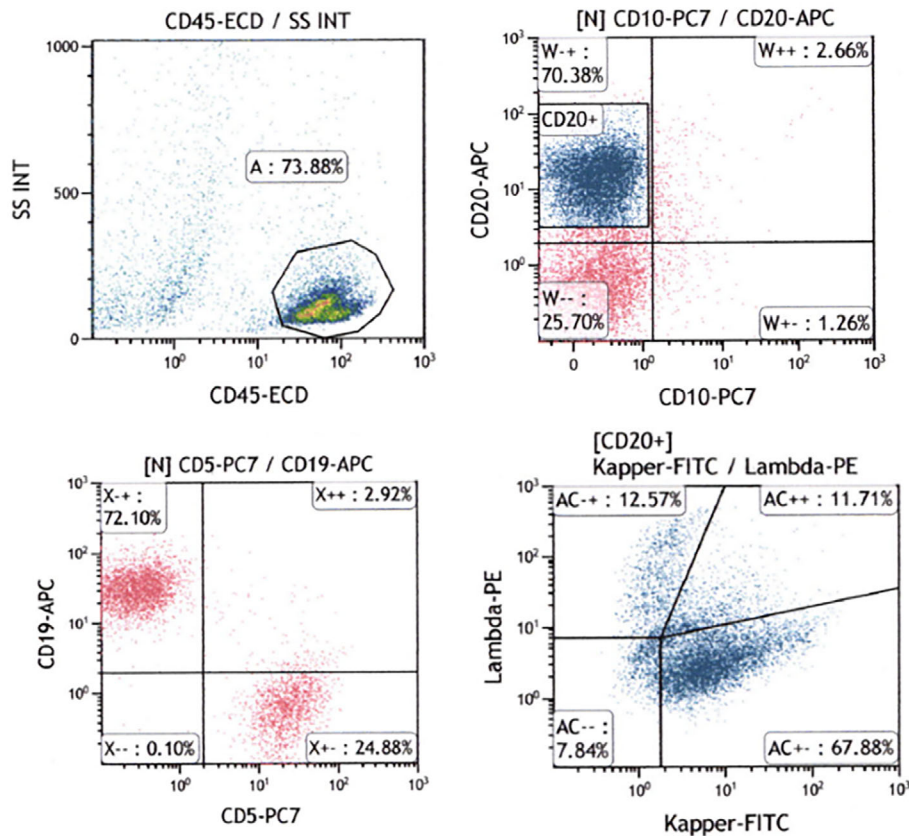 CD45-ECD / SS INT
1000
500
0
SS INT
A : 73.88%
10⁰
10¹
10²
10³
CD45-ECD
[N] CD10-PC7 / CD20-APC
10³
10²
10¹
10⁰
CD20-APC
W-+ :
70.38%
W++ : 2.66%
CD20+
W-- :
25.70%
W+- : 1.26%
0
10⁰
10¹
10²
10³
CD10-PC7
[N] CD5-PC7 / CD19-APC
10³
10²
10¹
10⁰
CD19-APC
X-+ :
72.10%
X++ : 2.92%
X-- : 0.10%
X+- : 24.88%
10⁰
10¹
10²
10³
CD5-PC7
[CD20+]
Kapper-FITC / Lambda-PE
10³
10²
10¹
10⁰
Lambda-PE
AC-+ : 12.57%
AC++ : 11.71%
AC-- :
7.84%
AC+- : 67.88%
10⁰
10¹
10²
10³
Kapper-FITC